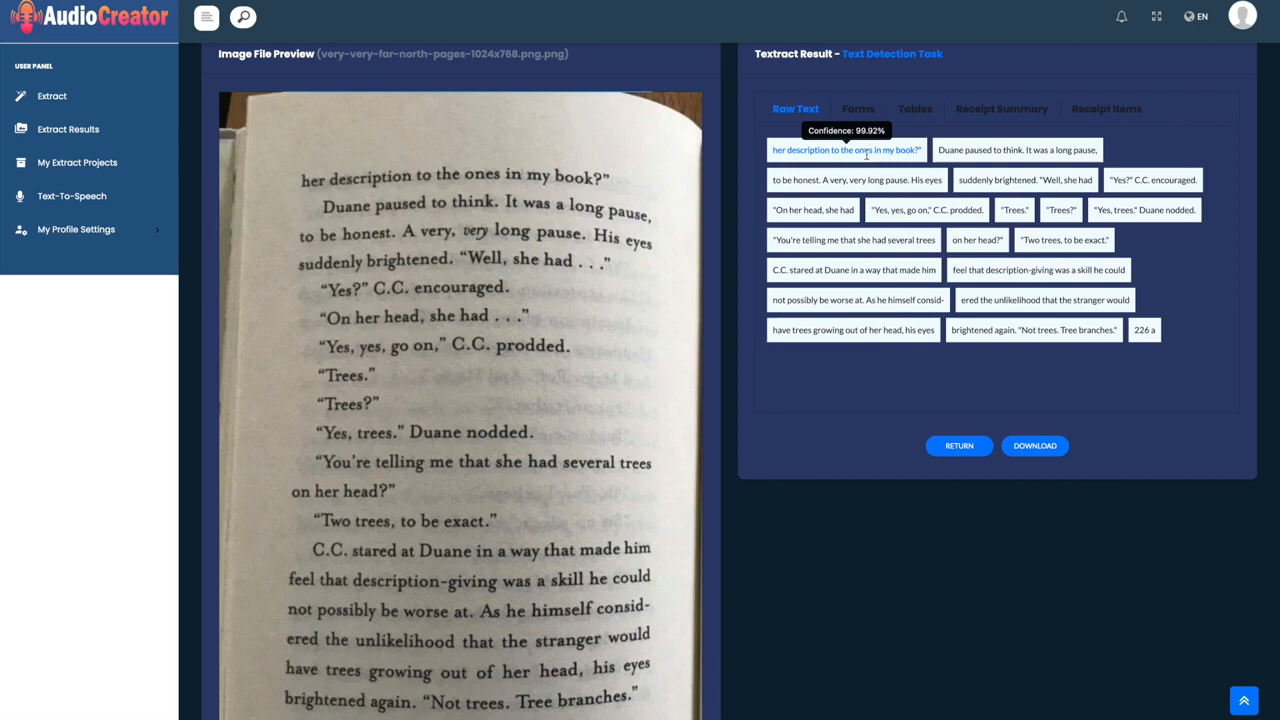 AudioCreator
EN
USER PANEL
Extract
Extract Results
My Extract Projects
Text-To-Speech
My Profile Settings
Image File Preview (very-very-far-north-pages-1024x768.png.png)
her description to the ones in my book?”
Duane paused to think. It was a long pause,
to be honest. A very, very long pause. His eyes
suddenly brightened. “Well, she had . . .”
“Yes?” C.C. encouraged.
“On her head, she had . . .”
“Yes, yes, go on,” C.C. prodded.
“Trees.”
“Trees?”
“Yes, trees.” Duane nodded.
“You’re telling me that she had several trees
on her head?”
“Two trees, to be exact.”
C.C. stared at Duane in a way that made him
feel that description-giving was a skill he could
not possibly be worse at. As he himself consid-
ered the unlikelihood that the stranger would
have trees growing out of her head, his eyes
brightened again. “Not trees. Tree branches.”
Textract Result - Text Detection Task
Raw Text Forms Tables Receipt Summary Receipt Items
Confidence: 99.92%
her description to the ones in my book?" Duane paused to think. It was a long pause,
to be honest. A very, very long pause. His eyes suddenly brightened. "Well, she had "Yes?" C.C. encouraged.
"On her head, she had "Yes, yes, go on," C.C. prodded. "Trees." "Trees?" "Yes, trees." Duane nodded.
"You're telling me that she had several trees on her head?" "Two trees, to be exact."
C.C. stared at Duane in a way that made him feel that description-giving was a skill he could
not possibly be worse at. As he himself consid- ered the unlikelihood that the stranger would
have trees growing out of her head, his eyes brightened again. "Not trees. Tree branches." 226 a
RETURN DOWNLOAD